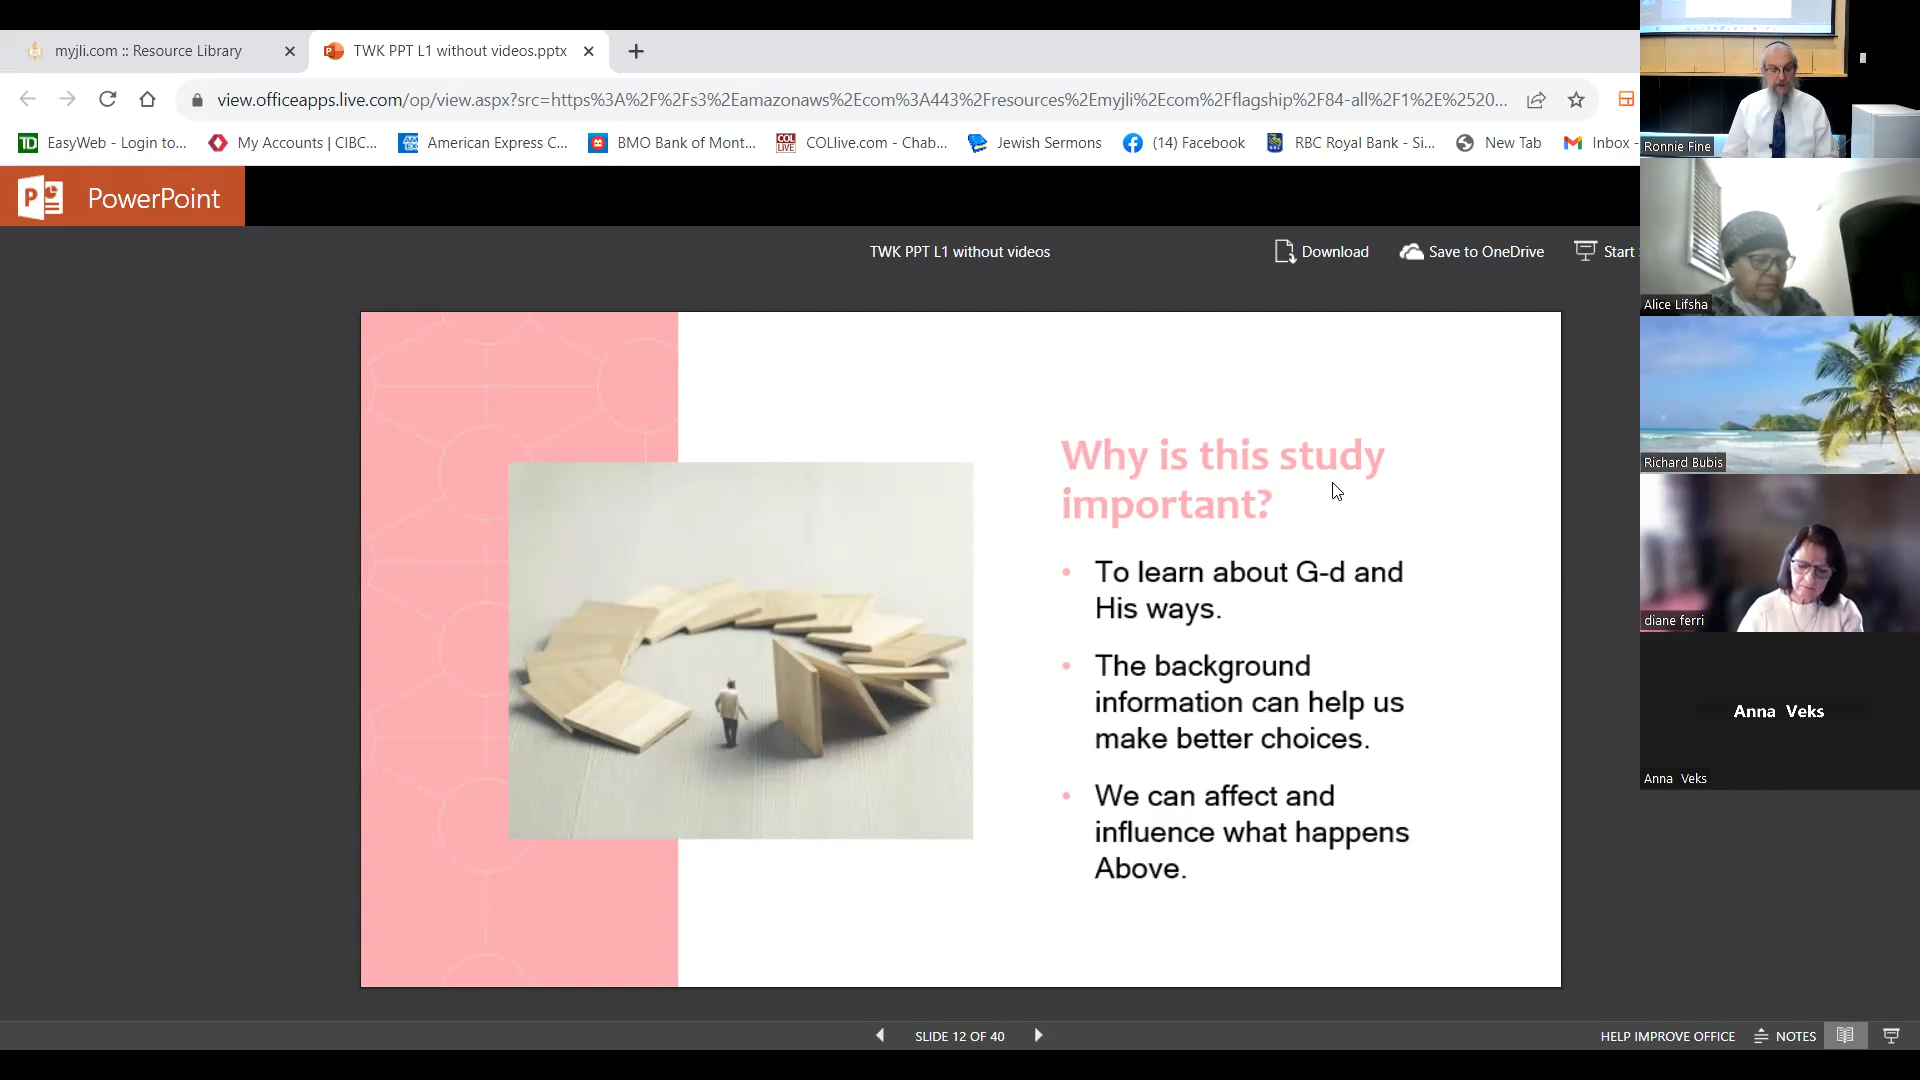 myjli.com :: Resource Library
TWK PPT L1 without videos.pptx
view.officeapps.live.com/op/view.aspx?src=https%3A%2F%2Fs3%2Eamazonaws%2Ecom%3A443%2Fresources%2Emyjli%2Ecom%2Fflagship%2F84-all%2F1%2E%2520...
EasyWeb - Login to...
My Accounts | CIBC...
American Express C...
BMO Bank of Mont...
COLlive.com - Chab...
Jewish Sermons
(14) Facebook
RBC Royal Bank - Si...
New Tab
Inbox -
PowerPoint
TWK PPT L1 without videos
Download
Save to OneDrive
Start
Why is this study
important?
• To learn about G-d and
His ways.
• The background
information can help us
make better choices.
• We can affect and
influence what happens
Above.
SLIDE 12 OF 40
HELP IMPROVE OFFICE
NOTES
Ronnie Fine
Alice Lifsha
Richard Bubis
diane ferri
Anna Veks
Anna Veks